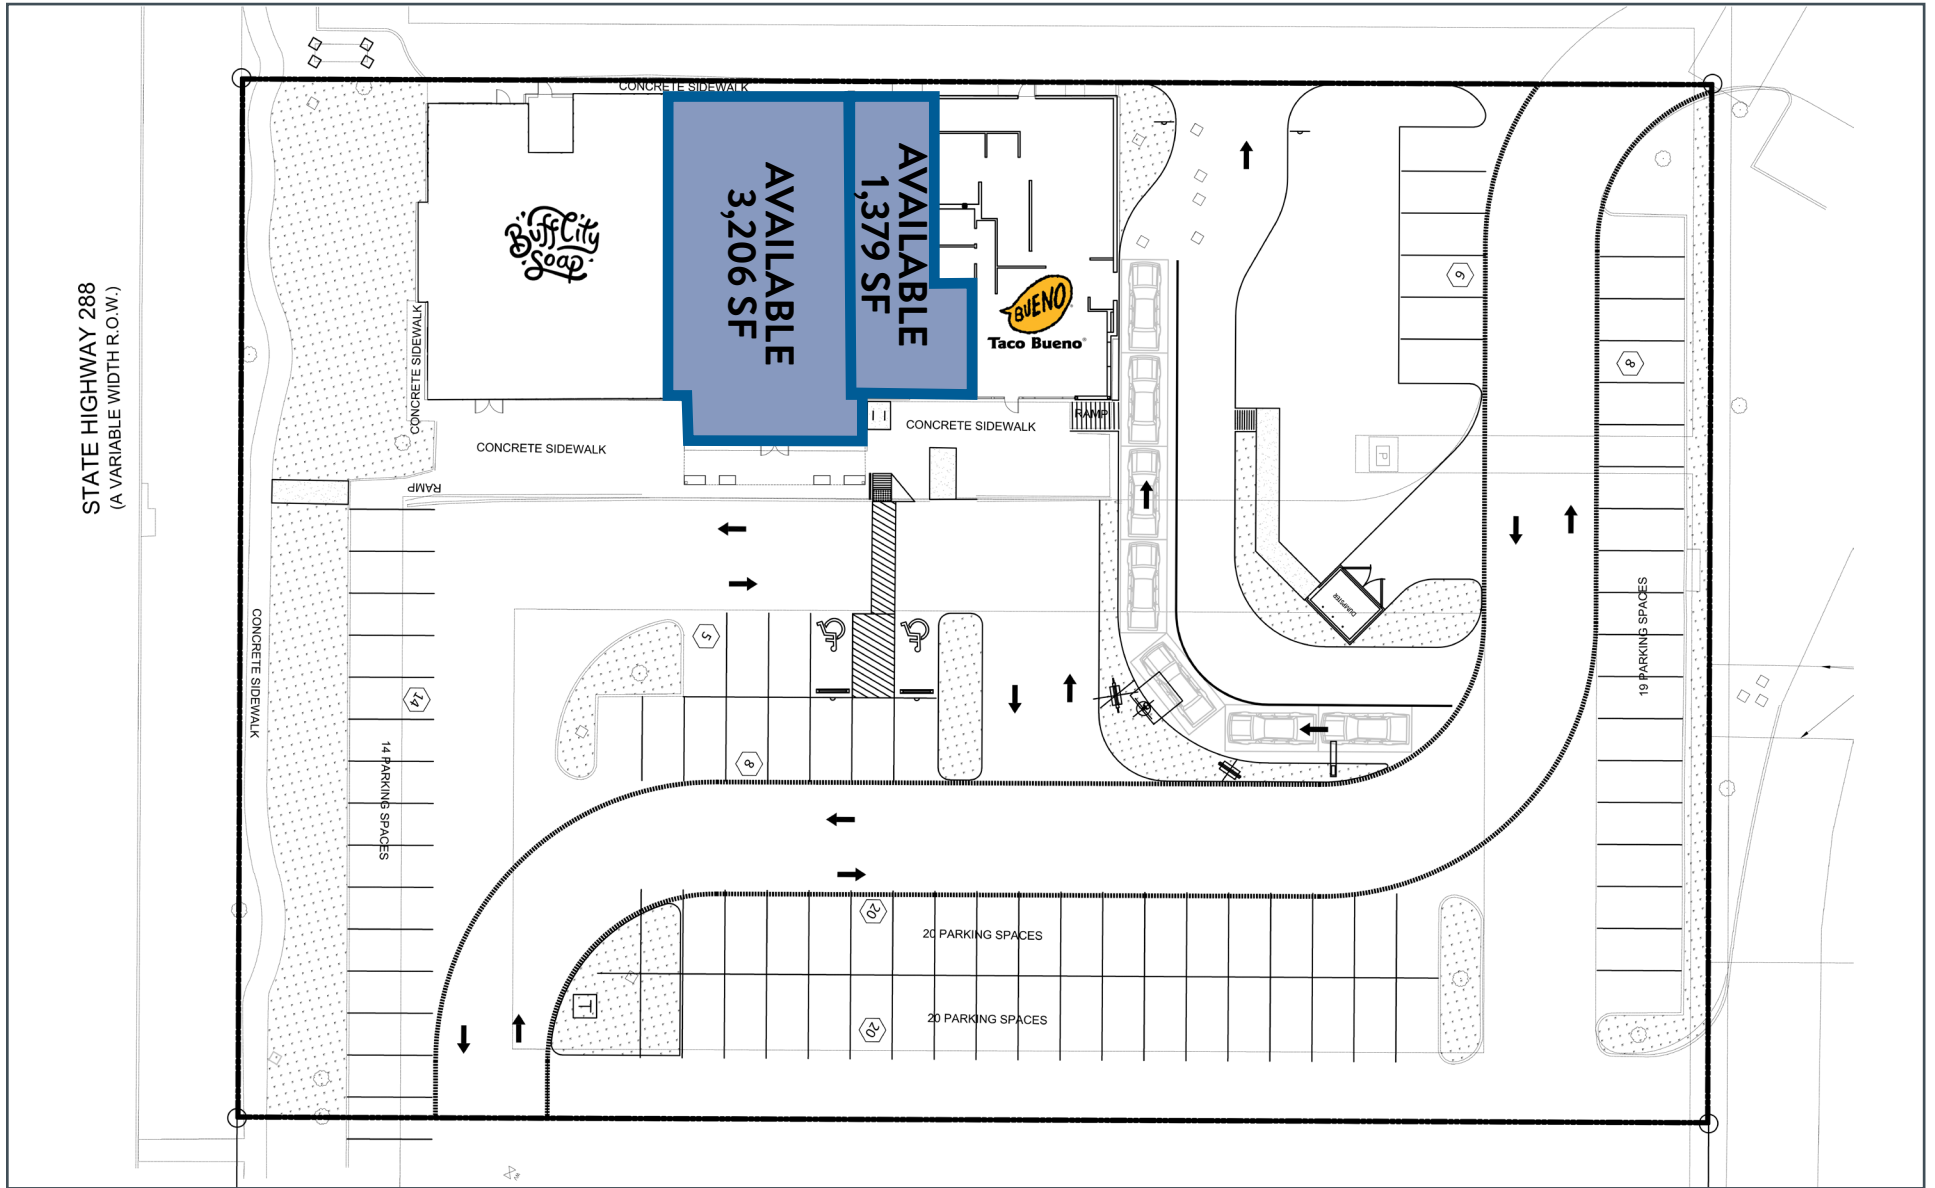 CONCRETE SIDEWALK
STATE HIGHWAY 288
(A VARIABLE WIDTH R.O.W.)
Buff City
Soap
AVAILABLE
3,206 SF
AVAILABLE
1,379 SF
BUENO
Taco Bueno®
CONCRETE SIDEWALK
CONCRETE SIDEWALK
CONCRETE SIDEWALK
RAMP
RAMP
P
DUMPSTER
CONCRETE SIDEWALK
14
14 PARKING SPACES
5
8
8
19 PARKING SPACES
20
20 PARKING SPACES
20
20 PARKING SPACES
T